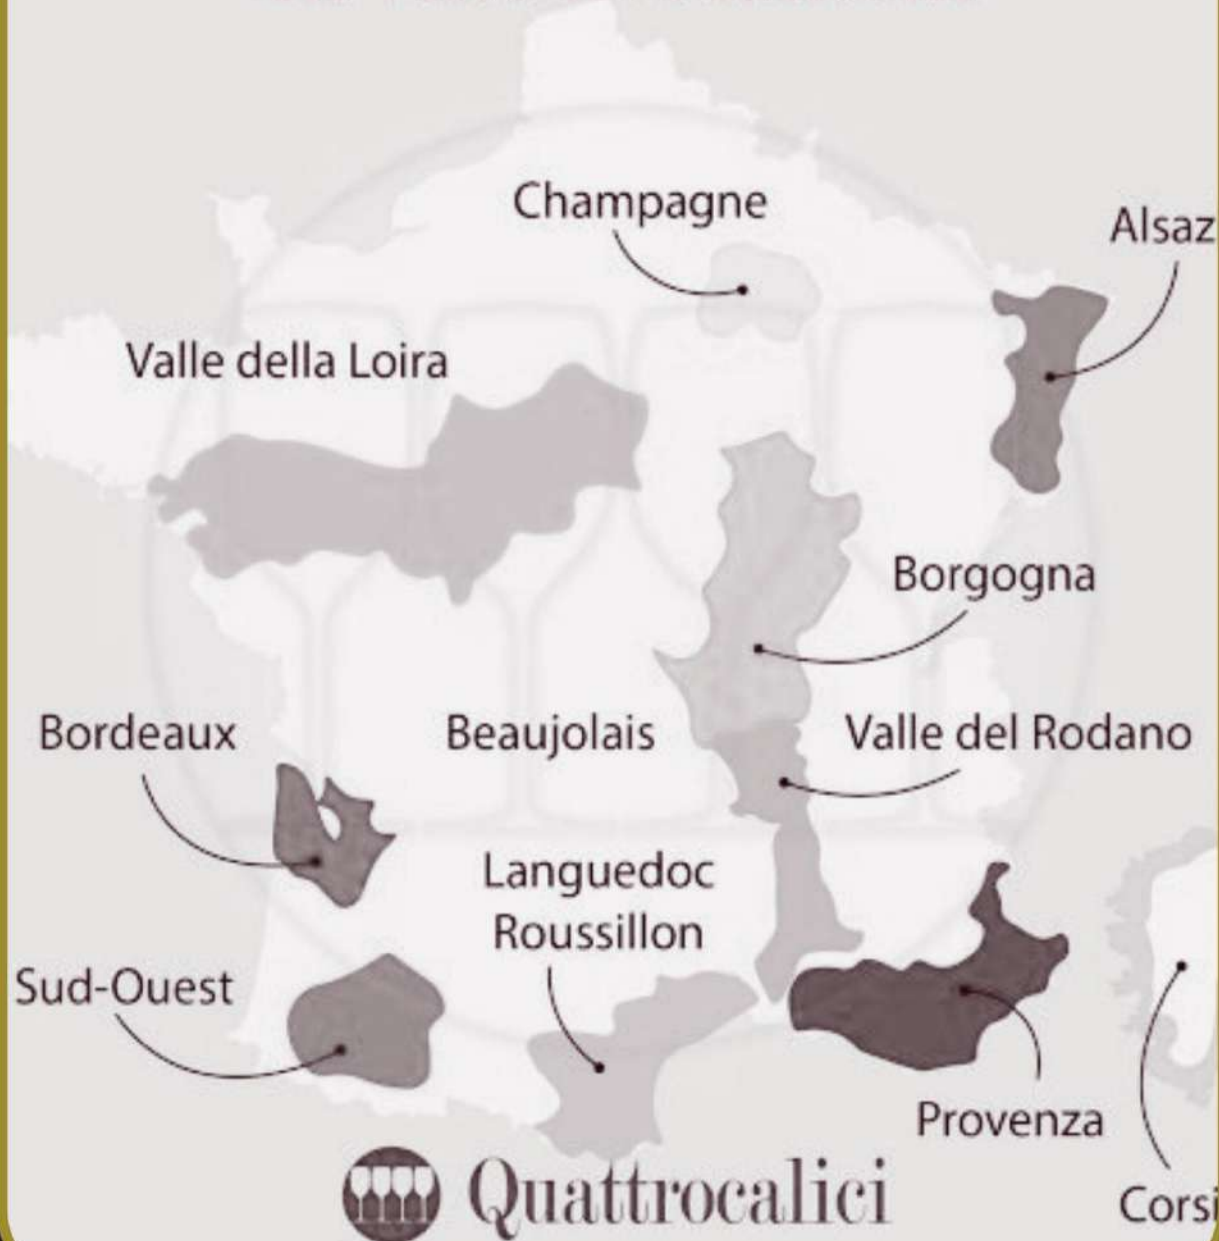 Champagne
Alsaz
Valle della Loira
Borgogna
Bordeaux
Beaujolais
Valle del Rodano
Languedoc
Roussillon
Sud-Ouest
Provenza
Quattrocalici
Corsi